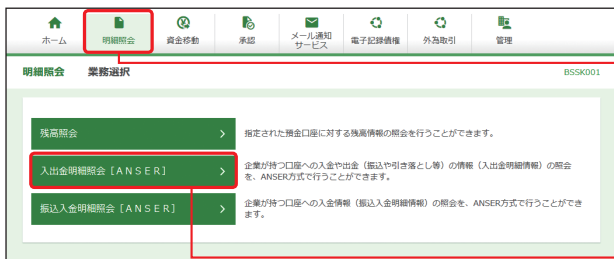 ホーム
明細照会
資金移動
承認
メール通知
サービス
電子記録債権
外為取引
管理
明細照会 業務選択 BSSK001
残高照会
指定された預金口座に対する残高情報の照会を行うことができます。
入出金明細照会［ANSER］
企業が持つ口座への入金や出金（振込や引き落とし等）の情報（入出金明細情報）の照会
を、ANSER方式で行うことができます。
振込入金明細照会［ANSER］
企業が持つ口座への入金情報（振込入金明細情報）の照会を、ANSER方式で行うことができ
ます。